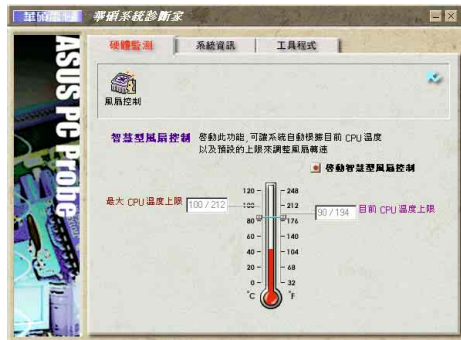 華碩電腦 華碩系統診斷家
ASUS PC Probe
硬體監測 系統資訊 工具程式
風扇控制
智慧型風扇控制 啓動此功能,可讓系統自動根據目前 CPU 溫度
以及預設的上限來調整風扇轉速
啓動智慧型風扇控制
最大 CPU 溫度上限 100 / 212
90 / 194 目前 CPU 溫度上限
120 248
100 212
80 176
60 140
40 104
20 68
0 32
°C °F